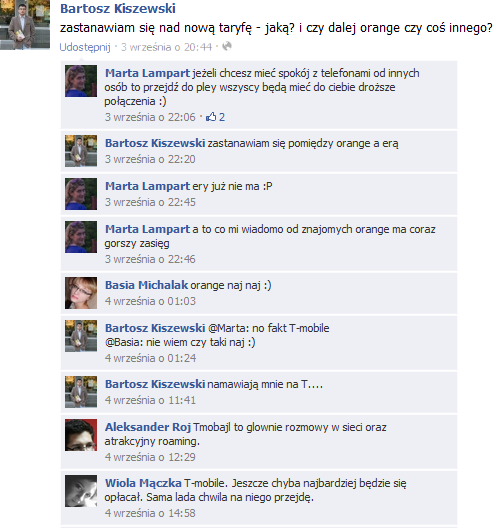 Bartosz Kiszewski
zastanawiam się nad nową taryfę - jaką? i czy dalej orange czy coś innego?
Udostępnij · 3 września o 20:44 ·
Marta Lampart jeżeli chcesz mieć spokój z telefonami od innych
osób to przejdź do pley wszyscy będą mieć do ciebie droższe
połączenia :)
3 września o 22:06 · 2
Bartosz Kiszewski zastanawiam się pomiędzy orange a erą
3 września o 22:20
Marta Lampart ery już nie ma :P
3 września o 22:45
Marta Lampart a to co mi wiadomo od znajomych orange ma coraz
gorszy zasięg
3 września o 22:46
Basia Michalak orange naj naj :)
4 września o 01:03
Bartosz Kiszewski @Marta: no fakt T-mobile
@Basia: nie wiem czy taki naj :)
4 września o 01:24
Bartosz Kiszewski namawiają mnie na T....
4 września o 11:41
Aleksander Roj Tmobajl to glownie rozmowy w sieci oraz
atrakcyjny roaming.
4 września o 12:29
Wiola Mączka T-mobile. Jeszcze chyba najbardziej będzie się
opłacał. Sama lada chwila na niego przejdę.
4 września o 14:58